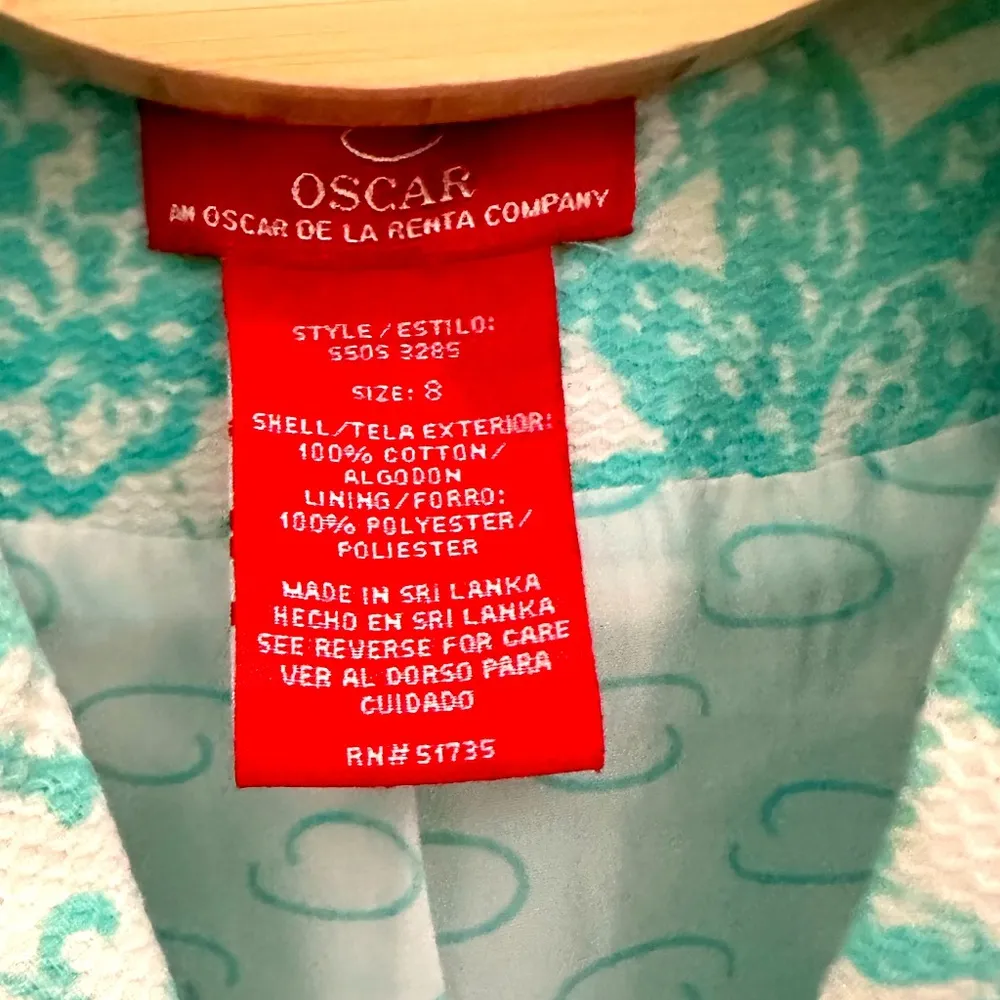 OSCAR
AN OSCAR DE LA RENTA COMPANY
STYLE/ESTILO:
S50S 3285
SIZE: 8
SHELL/TELA EXTERIOR:
100% COTTON/
ALGODON
LINING/FORRO:
100% POLYESTER/
POLIESTER
MADE IN SRI LANKA
HECHO EN SRI LANKA
SEE REVERSE FOR CARE
VER AL DORSO PARA
CUIDADO
RN# 51735